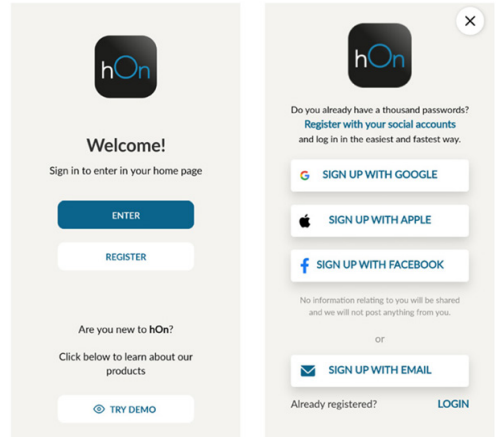 hOn
Welcome!
Sign in to enter in your home page
ENTER
REGISTER
Are you new to hOn?
Click below to learn about our
products
TRY DEMO
hOn
Do you already have a thousand passwords?
Register with your social accounts
and log in in the easiest and fastest way.
SIGN UP WITH GOOGLE
SIGN UP WITH APPLE
SIGN UP WITH FACEBOOK
No information relating to you will be shared
and we will not post anything from you.
or
SIGN UP WITH EMAIL
Already registered? LOGIN